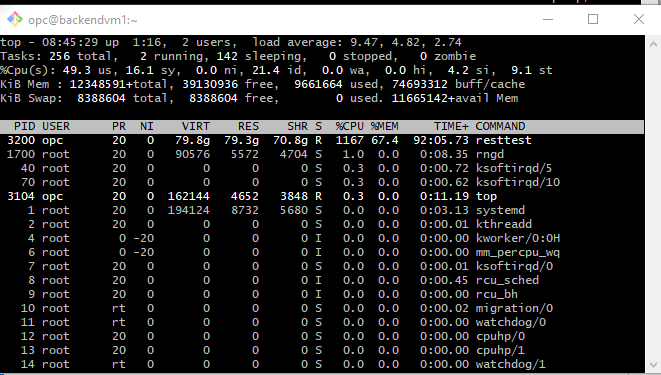 opc@backendvm1:~
top - 08:45:29 up  1:16,  2 users,  load average: 9.47, 4.82, 2.74
Tasks: 256 total,   2 running, 142 sleeping,   0 stopped,   0 zombie
%Cpu(s): 49.3 us, 16.1 sy,  0.0 ni, 21.4 id,  0.0 wa,  0.0 hi,  4.2 si,  9.1 st
KiB Mem : 12348591+total, 39130936 free,  9661664 used, 74693312 buff/cache
KiB Swap:  8388604 total,  8388604 free,        0 used. 11665142+avail Mem
PID USER      PR  NI    VIRT    RES    SHR S  %CPU %MEM     TIME+ COMMAND
3200 opc       20   0   79.8g  79.3g  70.8g R  1167 67.4  92:05.73 resttest
1700 root      20   0   90576   5572   4704 S   1.0  0.0   0:08.35 rngd
40 root      20   0       0      0      0 S   0.3  0.0   0:00.72 ksoftirqd/5
70 root      20   0       0      0      0 S   0.3  0.0   0:00.62 ksoftirqd/10
3104 opc       20   0  162144   4652   3848 R   0.3  0.0   0:11.19 top
1 root      20   0  194124   8732   5680 S   0.0  0.0   0:03.13 systemd
2 root      20   0       0      0      0 S   0.0  0.0   0:00.01 kthreadd
4 root       0 -20       0      0      0 I   0.0  0.0   0:00.00 kworker/0:0H
6 root       0 -20       0      0      0 I   0.0  0.0   0:00.00 mm_percpu_wq
7 root      20   0       0      0      0 S   0.0  0.0   0:00.01 ksoftirqd/0
8 root      20   0       0      0      0 I   0.0  0.0   0:00.45 rcu_sched
9 root      20   0       0      0      0 I   0.0  0.0   0:00.00 rcu_bh
10 root      rt   0       0      0      0 S   0.0  0.0   0:00.02 migration/0
11 root      rt   0       0      0      0 S   0.0  0.0   0:00.00 watchdog/0
12 root      20   0       0      0      0 S   0.0  0.0   0:00.00 cpuhp/0
13 root      20   0       0      0      0 S   0.0  0.0   0:00.00 cpuhp/1
14 root      rt   0       0      0      0 S   0.0  0.0   0:00.00 watchdog/1